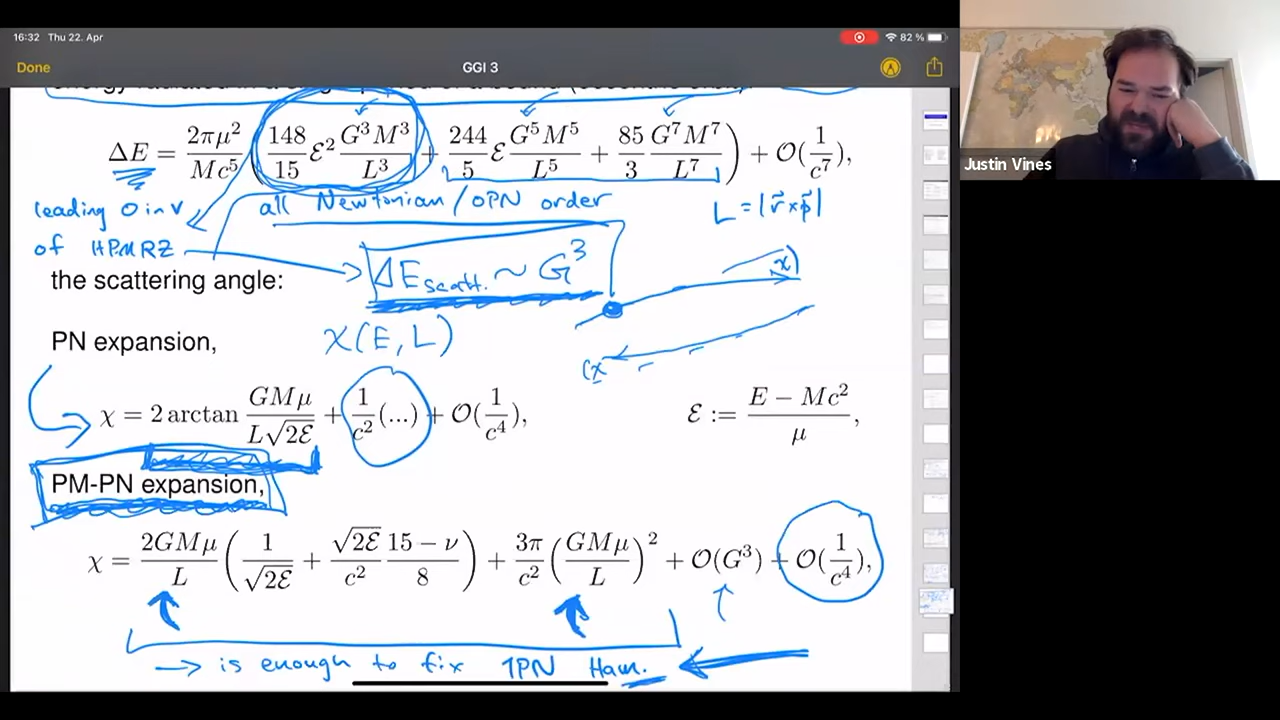 16:32 Thu 22. Apr 82 %
Done GGI 3
ΔE = 2πμ²/Mc⁵ (148/15 ℰ² G³M³/L³ + 244/5 ℰ G⁵M⁵/L⁵ + 85/3 G⁷M⁷/L⁷) + O(1/c⁷),
Justin Vines
leading O in v
of HPMRZ
all Newtonian/0PN order
L = |r⃗×p⃗|
ΔE scatt. ~ G³
χ)
the scattering angle:
PN expansion,
χ(E, L)
(χ
χ = 2 arctan GMμ/L√2ℰ + 1/c² (...) + O(1/c⁴),
ℰ := E − Mc²/μ,
PM-PN expansion,
χ = 2GMμ/L (1/√2ℰ + √2ℰ/c² 15 − ν/8) + 3π/c² (GMμ/L)² + O(G³) + O(1/c⁴),
→ is enough to fix 1PN Ham.